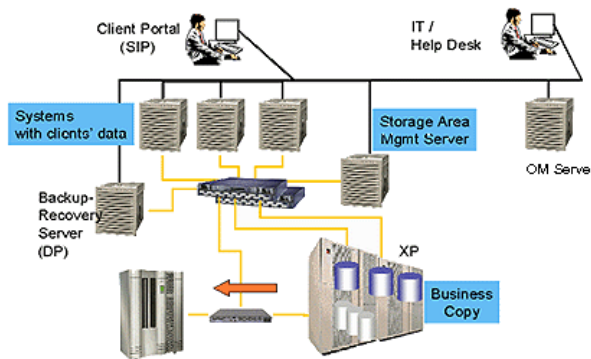 Client Portal
(SIP)
IT /
Help Desk
Systems
with clients' data
Storage Area
Mgmt Server
OM Serve
Backup-
Recovery
Server
(DP)
XP
Business
Copy